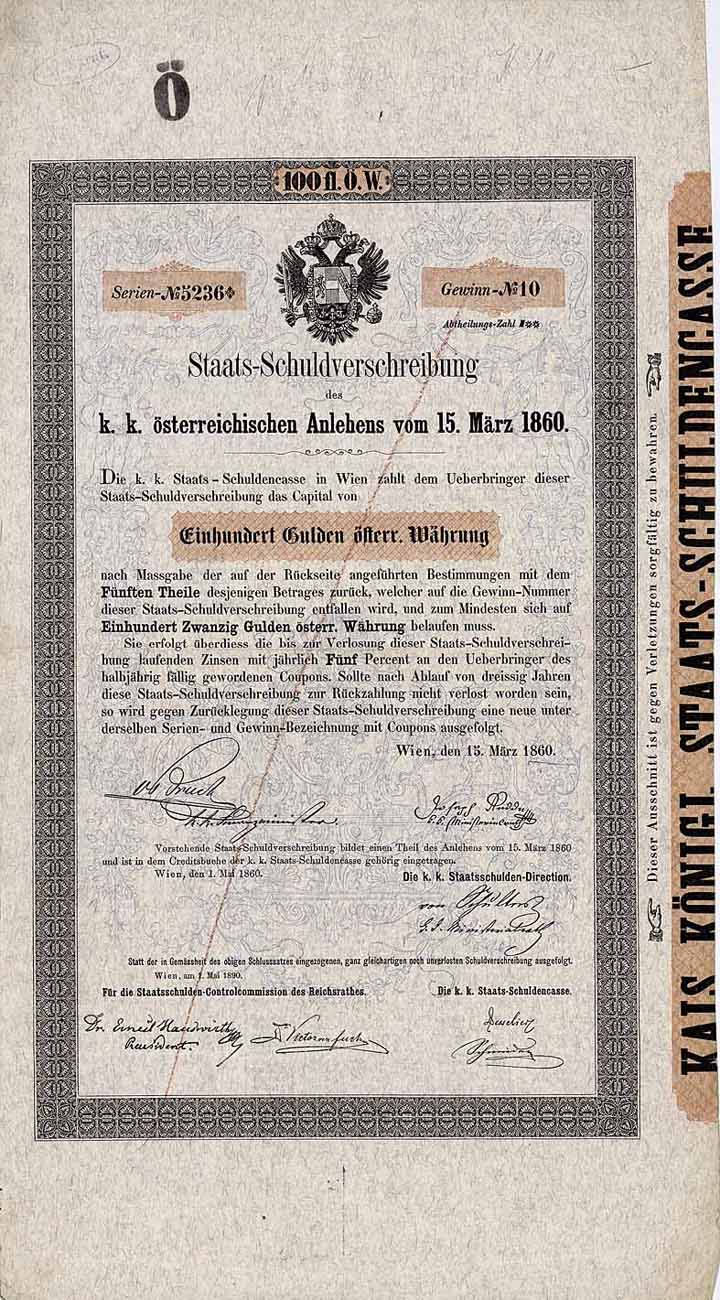 Ö
100 fl. Ö. W.
Serien-№ 5236
Gewinn-№ 10
Abtheilungs-Zahl 1
Staats-Schuldverschreibung
des
k. k. österreichischen Anlehens vom 15. März 1860.
Die k. k. Staats-Schuldencasse in Wien zahlt dem Ueberbringer dieser
Staats-Schuldverschreibung das Capital von
Einhundert Gulden österr. Währung
nach Massgabe der auf der Rückseite angeführten Bestimmungen mit dem
Fünften Theile desjenigen Betrages zurück, welcher auf die Gewinn-Nummer
dieser Staats-Schuldverschreibung entfallen wird, und zum Mindesten sich auf
Einhundert Zwanzig Gulden österr. Währung belaufen muss.
Sie erfolgt überdiess die bis zur Verlosung dieser Staats-Schuldverschrei-
bung laufenden Zinsen mit jährlich Fünf Percent an den Ueberbringer des
halbjährig fällig gewordenen Coupons. Sollte nach Ablauf von dreissig Jahren
diese Staats-Schuldverschreibung zur Rückzahlung nicht verlost worden sein,
so wird gegen Zurücklegung dieser Staats-Schuldverschreibung eine neue unter
derselben Serien- und Gewinn-Bezeichnung mit Coupons ausgefolgt.
Wien, den 15. März 1860.
k. k. Finanzminister
Vorstehende Staats-Schuldverschreibung bildet einen Theil des Anlehens vom 15. März 1860
und ist in dem Creditsbuche der k. k. Staats-Schuldencasse gehörig eingetragen.
Wien, den 1. Mai 1860.
Die k. k. Staatsschulden-Direction.
Statt der in Gemässheit des obigen Schlusssatzes eingezogenen, ganz gleichartigen noch unverlosten Schuldverschreibung ausgefolgt.
Wien, am 1. Mai 1890.
Für die Staatsschulden-Controlcommission des Reichsrathes.
Die k. k. Staats-Schuldencasse.
Dr.
Praesident.
Dieser Ausschnitt ist gegen Verletzungen sorgfältig zu bewahren.
KAIS. KÖNIGL. STAATS-SCHULDENCASSE